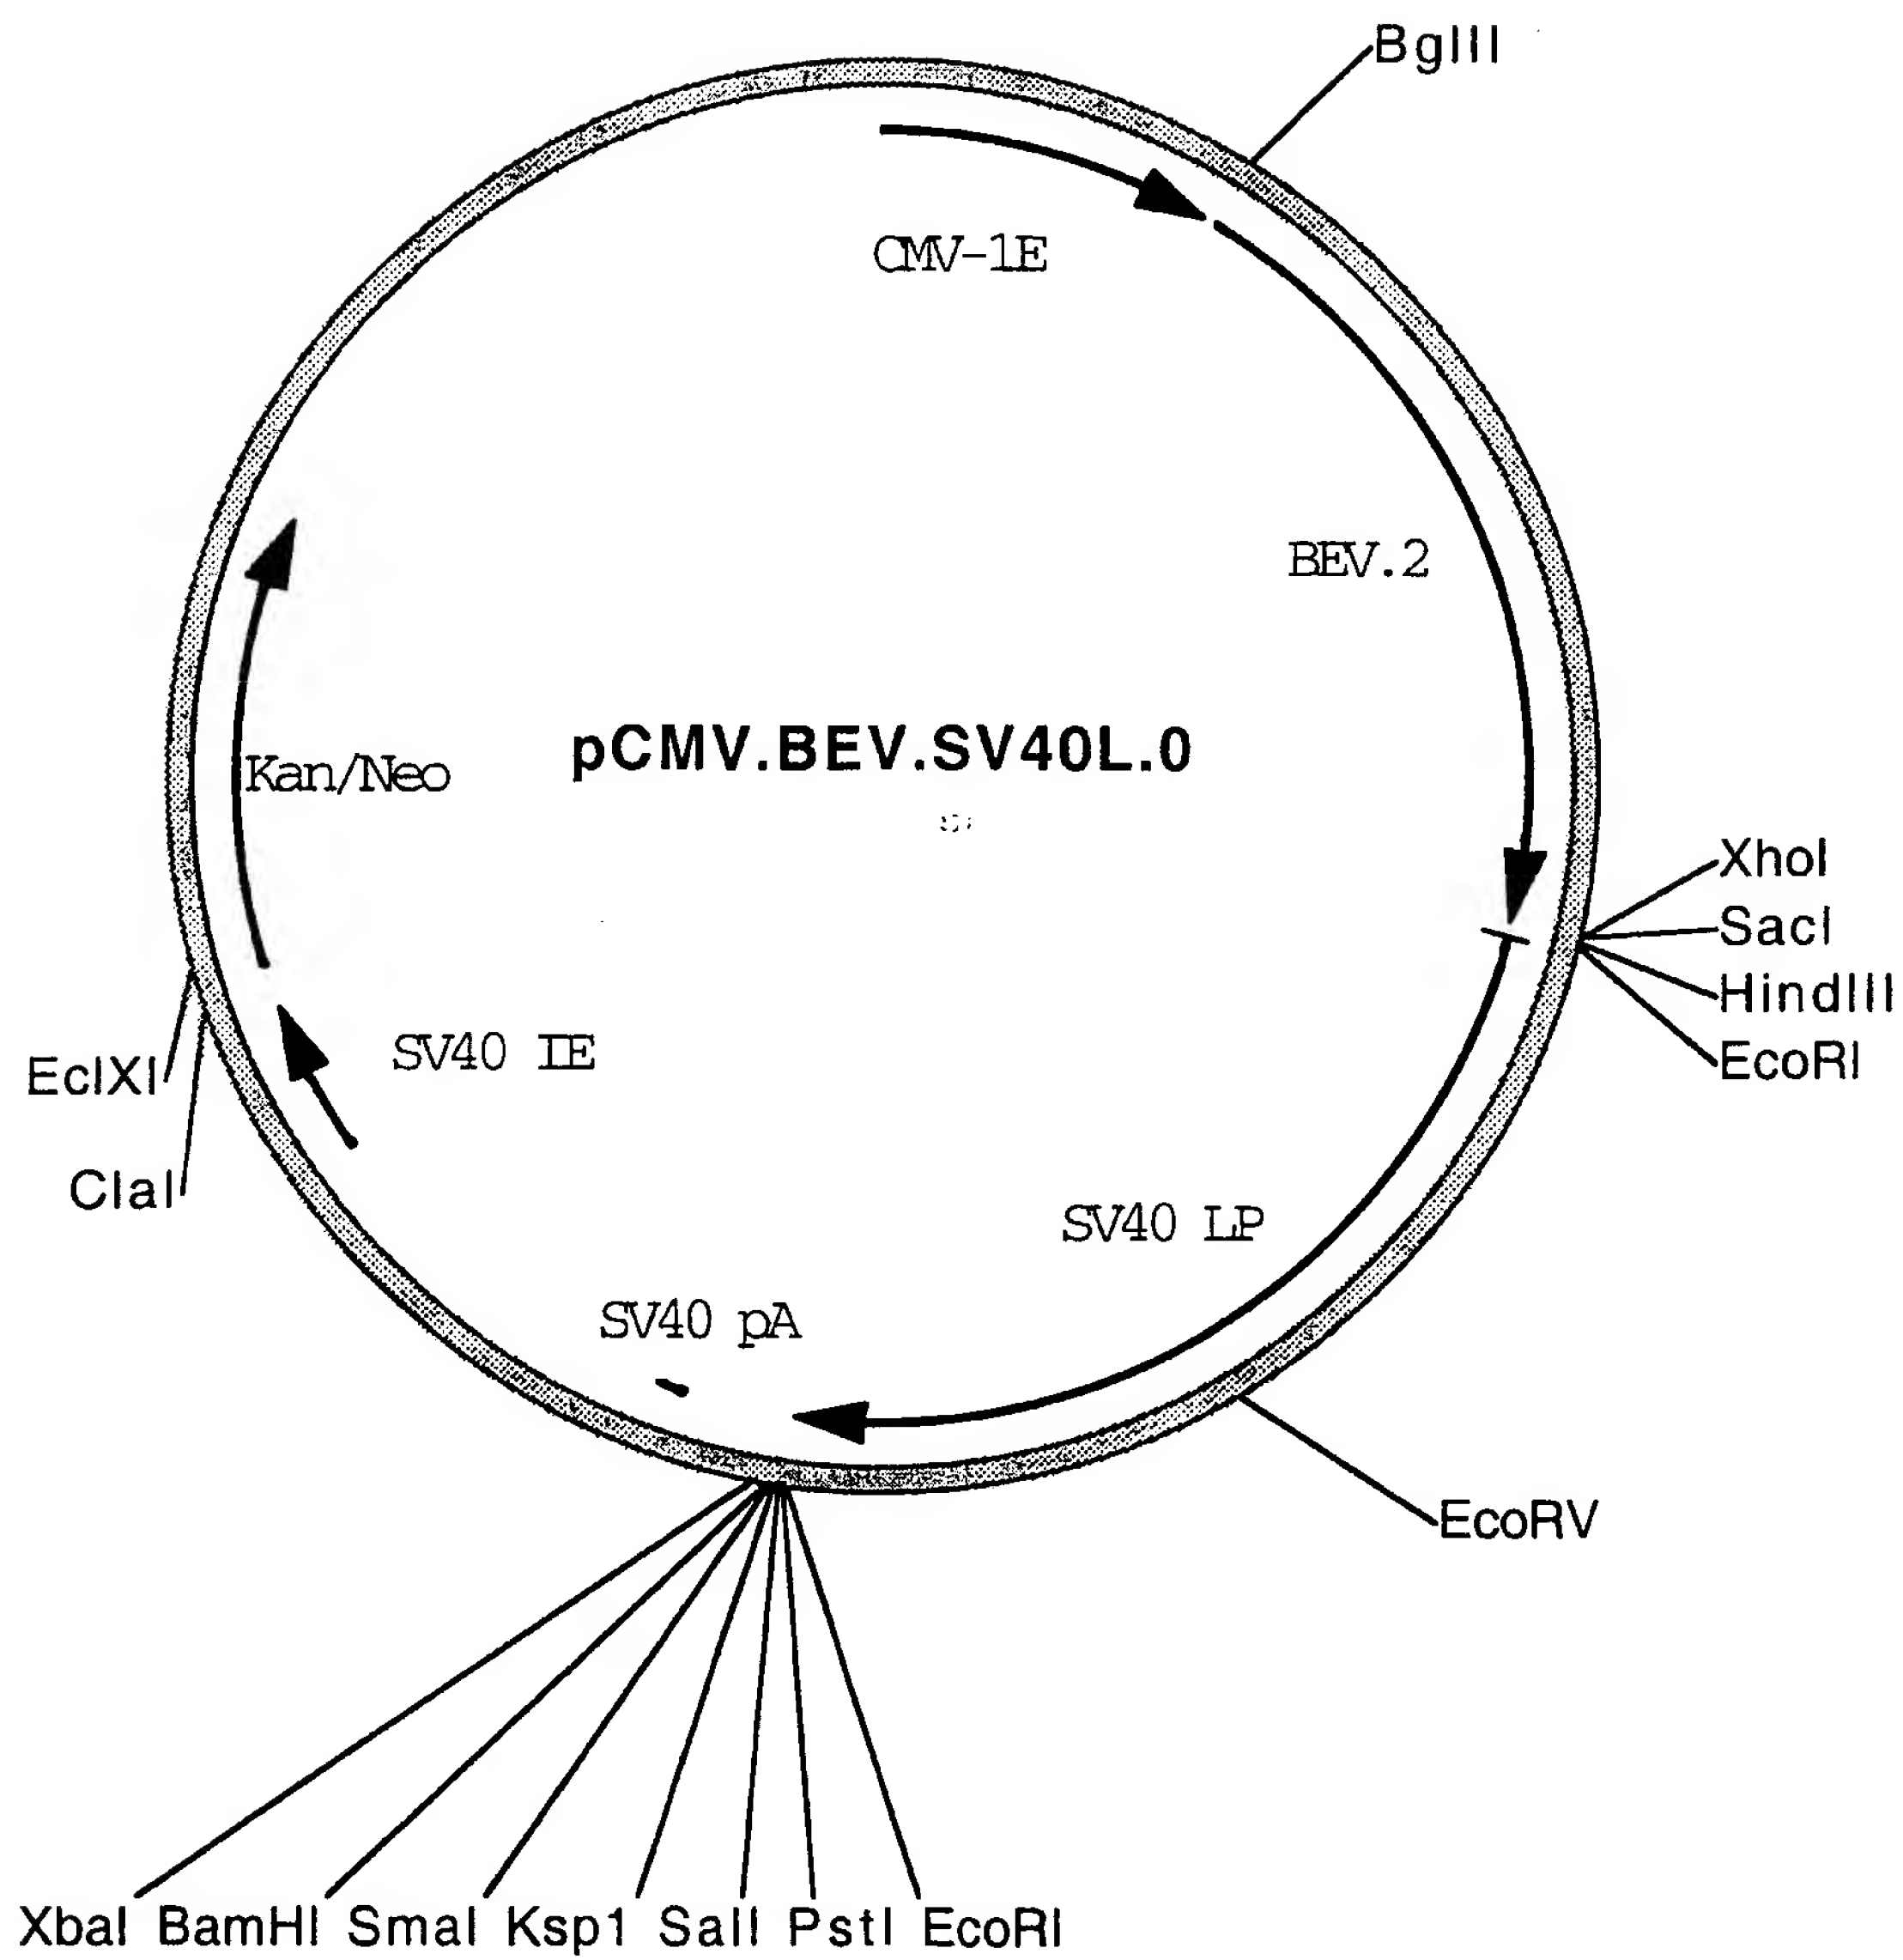 BglII
CMV-1E
BEV.2
pCMV.BEV.SV40L.0
Kan/Neo
XhoI
SacI
HindIII
EcoRI
SV40 IE
EclXI
ClaI
SV40 LP
SV40 pA
EcoRV
XbaI BamHI SmaI Ksp1 SalI PstI EcoRI